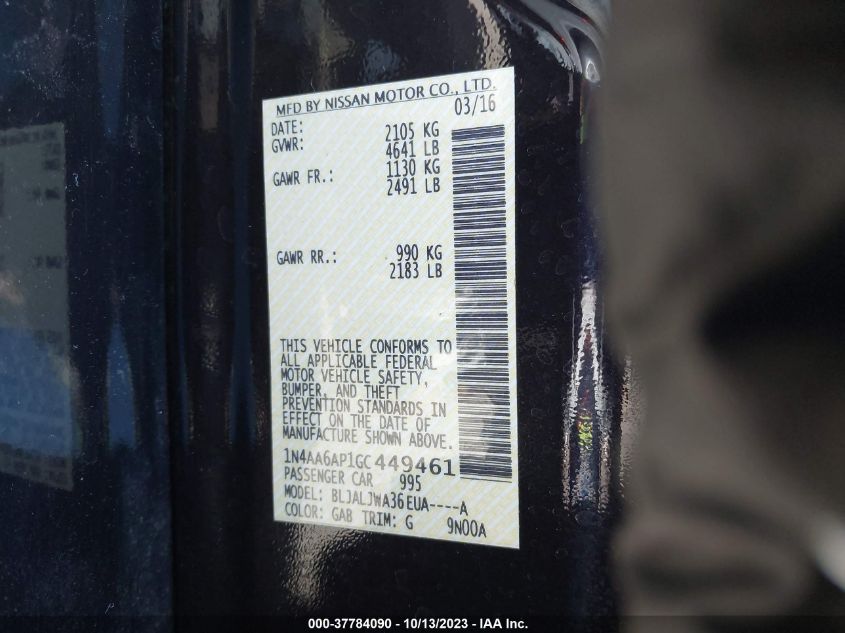 MFD BY NISSAN MOTOR CO., LTD.
DATE: 03/16
GVWR: 2105 KG
4641 LB
GAWR FR.: 1130 KG
2491 LB
GAWR RR.: 990 KG
2183 LB
THIS VEHICLE CONFORMS TO
ALL APPLICABLE FEDERAL
MOTOR VEHICLE SAFETY,
BUMPER, AND THEFT
PREVENTION STANDARDS IN
EFFECT ON THE DATE OF
MANUFACTURE SHOWN ABOVE.
1N4AA6AP1GC449461
PASSENGER CAR 995
MODEL: BLJALJWA36EUA----A
COLOR: GAB TRIM: G 9N00A
000-37784090 - 10/13/2023 - IAA Inc.